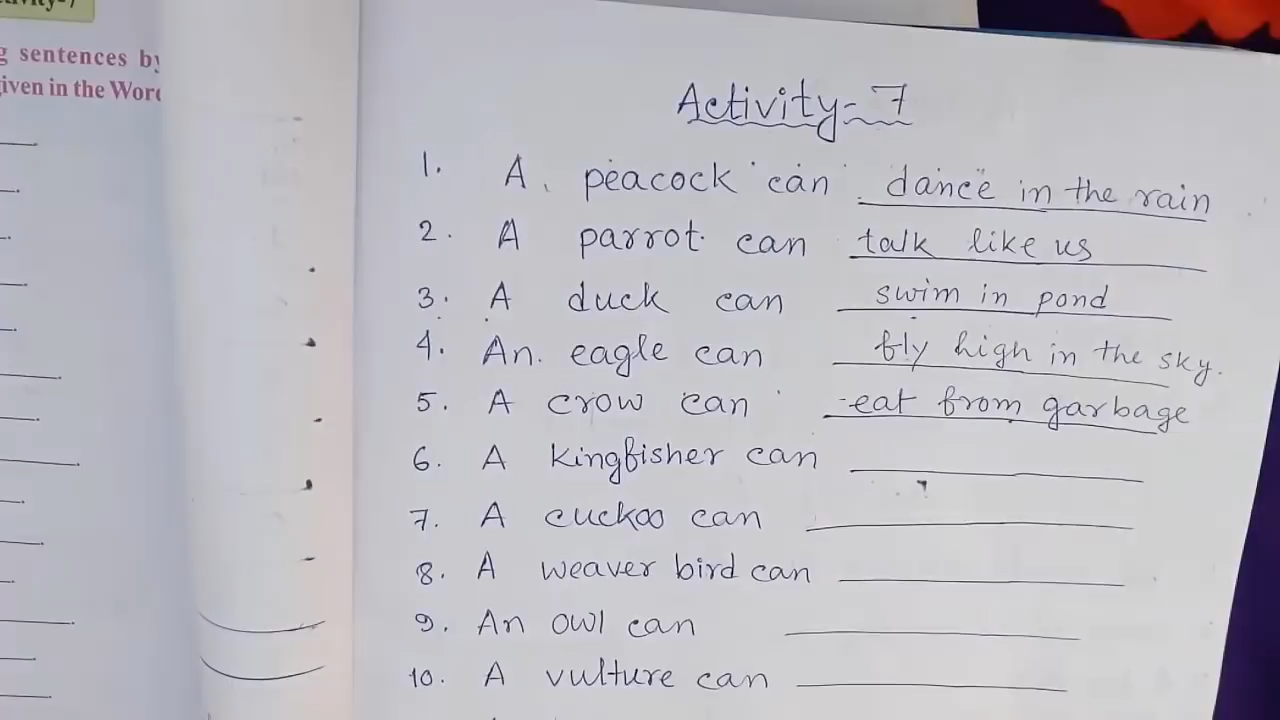 g sentences by
given in the Word
Activity-7
1. A peacock can dance in the rain
2. A parrot can talk like us
3. A duck can swim in pond
4. An eagle can fly high in the sky.
5. A crow can eat from garbage
6. A kingfisher can
7. A cuckoo can
8. A weaver bird can
9. An owl can
10. A vulture can